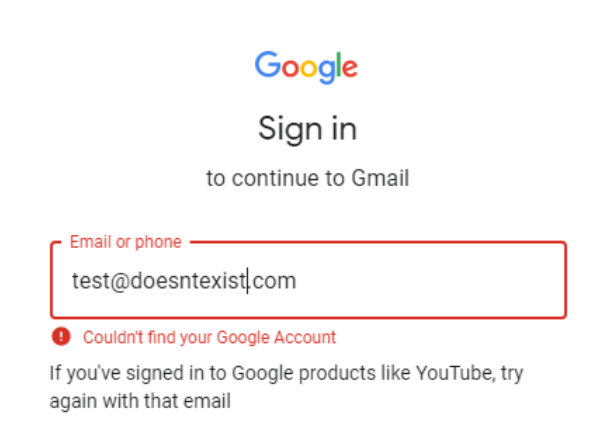 Google
Sign in
to continue to Gmail
Email or phone
test@doesntexist.com
Couldn't find your Google Account
If you've signed in to Google products like YouTube, try
again with that email